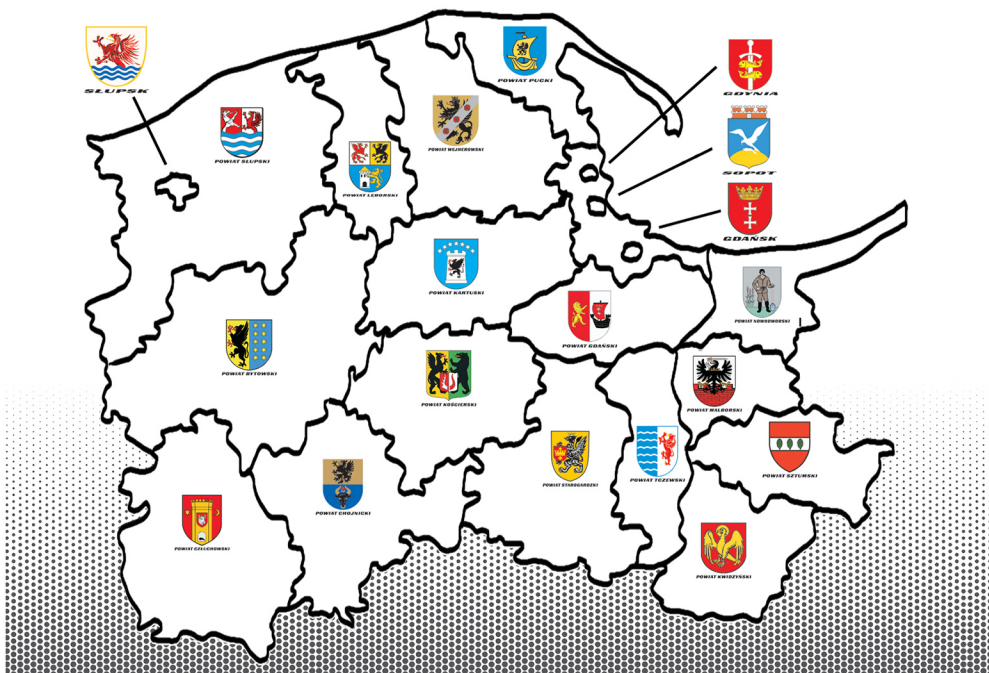 POWIAT PUCKI
SŁUPSK
GDYNIA
POWIAT SŁUPSKI
POWIAT WEJHEROWSKI
SOPOT
POWIAT LĘBORSKI
GDAŃSK
POWIAT KARTUSKI
POWIAT NOWODWORSKI
POWIAT GDAŃSKI
POWIAT BYTOWSKI
POWIAT KOŚCIERSKI
POWIAT MALBORSKI
POWIAT SZTUMSKI
POWIAT STAROGARDZKI
POWIAT TCZEWSKI
POWIAT CHOJNICKI
POWIAT CZŁUCHOWSKI
POWIAT KWIDZYŃSKI